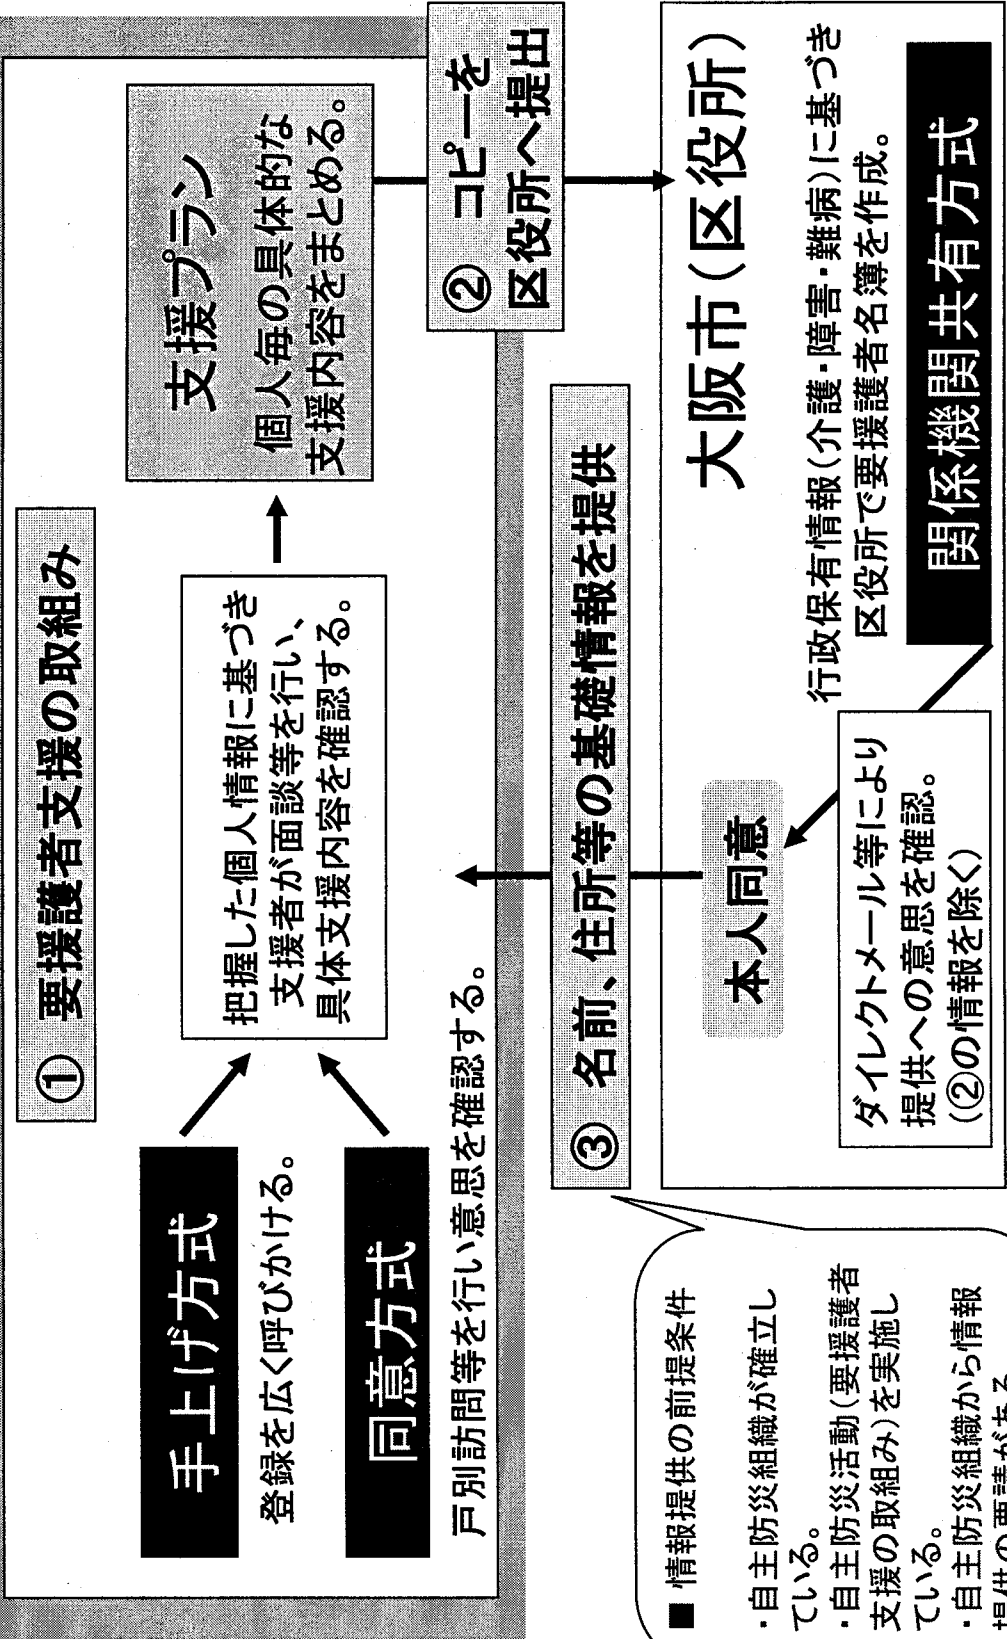 ① 要援護者支援の取組み
手上げ方式
登録を広く呼びかける。
同意方式
戸別訪問等を行い意思を確認する。
把握した個人情報に基づき
支援者が面談等を行い、
具体支援内容を確認する。
支援プラン
個人毎の具体的な
支援内容をまとめる。
② コピーを
区役所へ提出
③ 名前、住所等の基礎情報を提供
大阪市(区役所)
行政保有情報(介護・障害・難病)に基づき
区役所で要援護者名簿を作成。
関係機関共有方式
本人同意
ダイレクトメール等により
提供への意思を確認。
(②の情報を除く)
■ 情報提供の前提条件
・自主防災組織が確立し
ている。
・自主防災活動(要援護者
支援の取組み)を実施し
ている。
・自主防災組織から情報
提供の要請がある